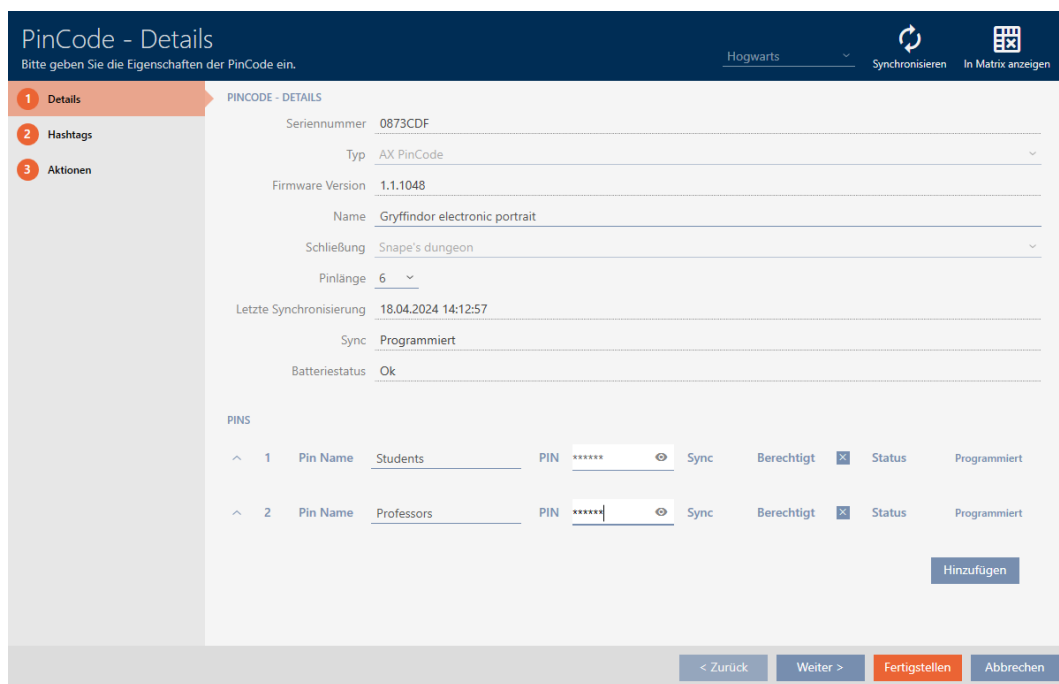 PinCode - Details
Bitte geben Sie die Eigenschaften der PinCode ein.
Hogwarts
Synchronisieren
In Matrix anzeigen
1 Details
2 Hashtags
3 Aktionen
PINCODE - DETAILS
Seriennummer 0873CDF
Typ AX PinCode
Firmware Version 1.1.1048
Name Gryffindor electronic portrait
Schließung Snape's dungeon
Pinlänge 6
Letzte Synchronisierung 18.04.2024 14:12:57
Sync Programmiert
Batteriestatus Ok
PINS
1 Pin Name Students PIN ****** Sync Berechtigt Status Programmiert
2 Pin Name Professors PIN ****** Sync Berechtigt Status Programmiert
Hinzufügen
< Zurück Weiter > Fertigstellen Abbrechen